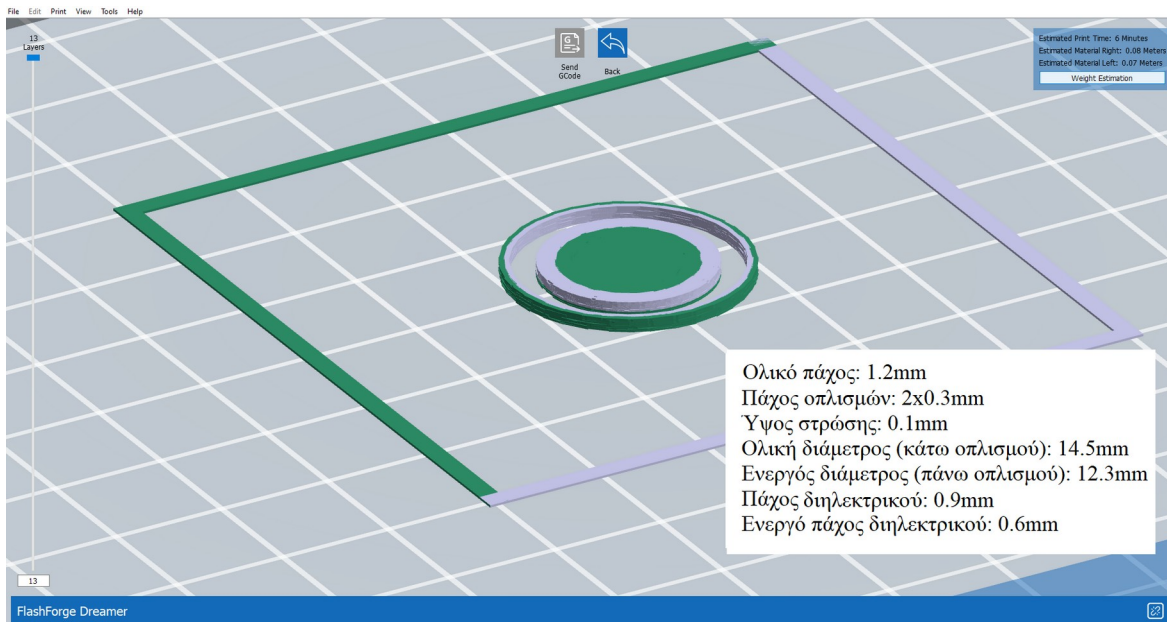 File Edit Print View Tools Help
13
Layers
Send
GCode
Back
Estimated Print Time: 6 Minutes
Estimated Material Right: 0.08 Meters
Estimated Material Left: 0.07 Meters
Weight Estimation
Ολικό πάχος: 1.2mm
Πάχος οπλισμών: 2x0.3mm
Ύψος στρώσης: 0.1mm
Ολική διάμετρος (κάτω οπλισμού): 14.5mm
Ενεργός διάμετρος (πάνω οπλισμού): 12.3mm
Πάχος διηλεκτρικού: 0.9mm
Ενεργό πάχος διηλεκτρικού: 0.6mm
13
FlashForge Dreamer